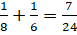 1/8 + 1/6 = 7/24